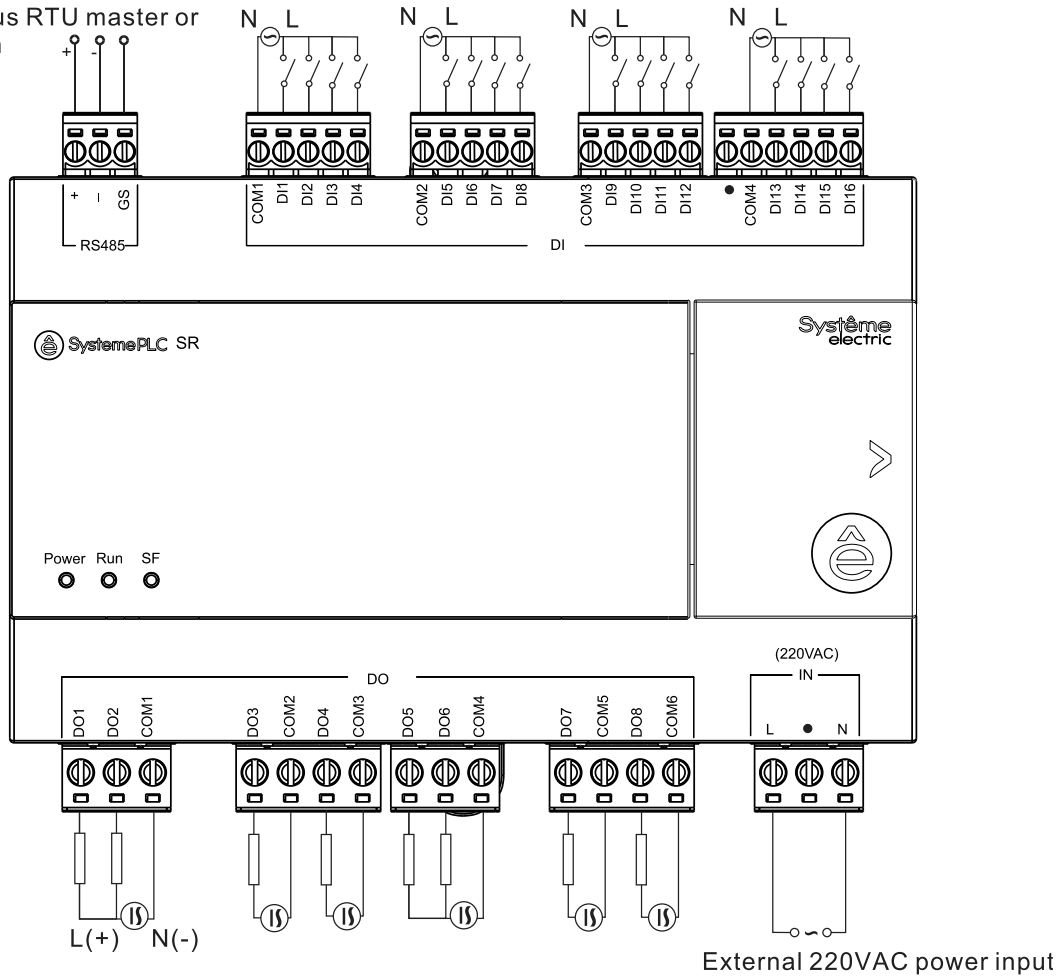 us RTU master or
N L N L N L N L
+ -
COM1 DI1 DI2 DI3 DI4 COM2 DI5 DI6 DI7 DI8 COM3 DI9 DI10 DI11 DI12 • COM4 DI13 DI14 DI15 DI16
+ – GS
RS485 DI
ê SystemePLC SR
Système
electric
Power Run SF
ê
(220VAC)
DO IN
DO1 DO2 COM1 DO3 COM2 DO4 COM3 DO5 DO6 COM4 DO7 COM5 DO8 COM6 L • N
L(+) N(-)
External 220VAC power input